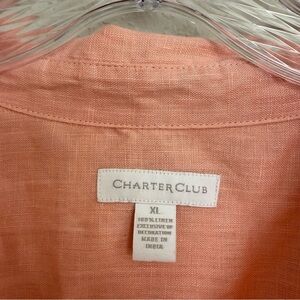 CHARTER CLUB
XL
100% LINEN
EXCLUSIVE OF
DECORATION
MADE IN
INDIA